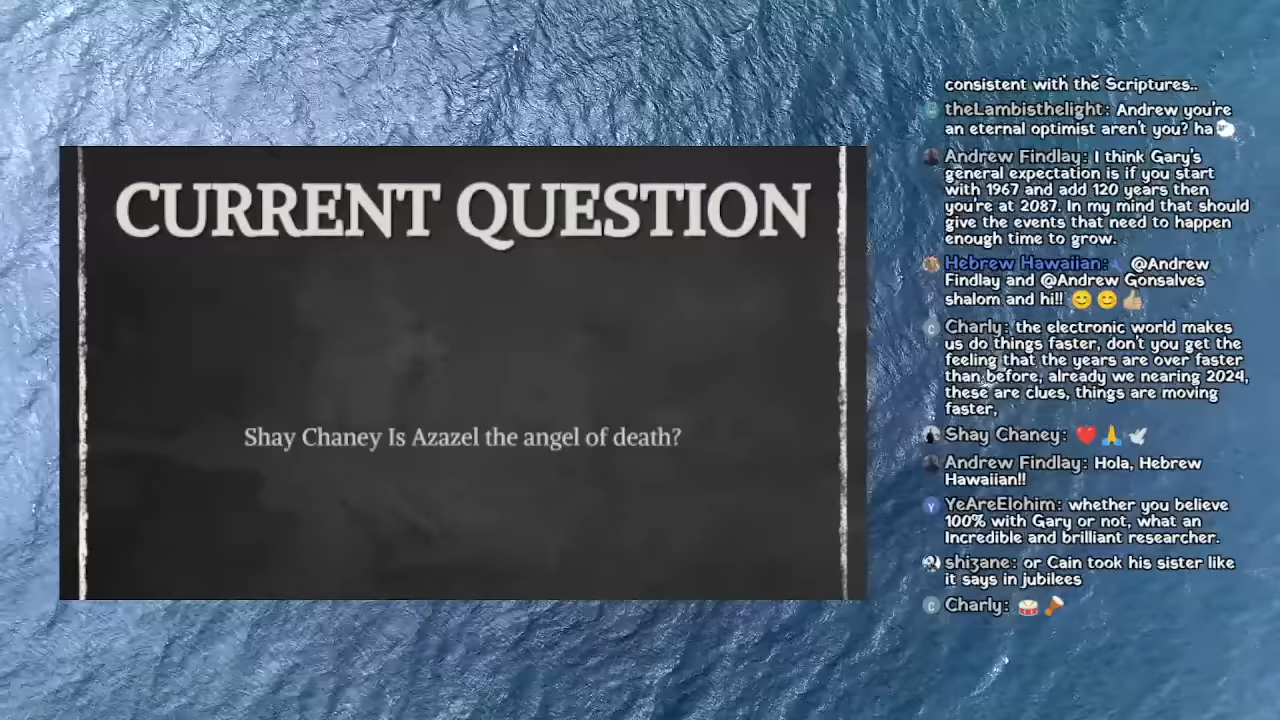 CURRENT QUESTION
Shay Chaney Is Azazel the angel of death?
consistent with the Scriptures..
theLambisthelight: Andrew you're
an eternal optimist aren't you? ha
Andrew Findlay: I think Gary's
general expectation is if you start
with 1967 and add 120 years then
you're at 2087. In my mind that should
give the events that need to happen
enough time to grow.
Hebrew Hawaiian: @Andrew
Findlay and @Andrew Gonsalves
shalom and hi!! 😊 😊 👍🏼
Charly: the electronic world makes
us do things faster, don't you get the
feeling that the years are over faster
than before, already we nearing 2024,
these are clues, things are moving
faster,
Shay Chaney: ❤️ 🙏 🕊️
Andrew Findlay: Hola, Hebrew
Hawaiian!!
Y YeAreElohim: whether you believe
100% with Gary or not, what an
Incredible and brilliant researcher.
shiʒane: or Cain took his sister like
it says in jubilees
C Charly: 🥁 🪘